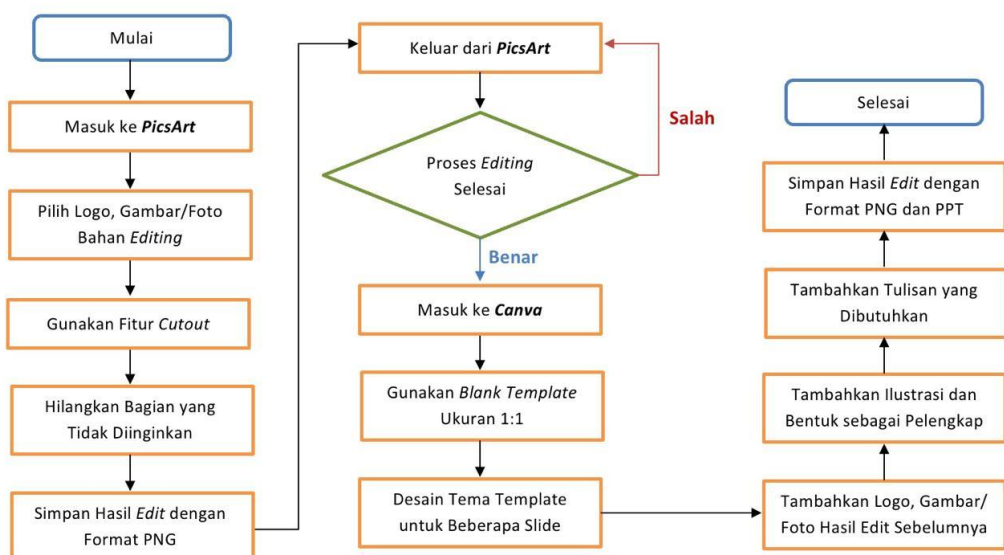 Mulai
Masuk ke PicsArt
Pilih Logo, Gambar/Foto
Bahan Editing
Gunakan Fitur Cutout
Hilangkan Bagian yang
Tidak Diinginkan
Simpan Hasil Edit dengan
Format PNG
Keluar dari PicsArt
Salah
Proses Editing
Selesai
Benar
Masuk ke Canva
Gunakan Blank Template
Ukuran 1:1
Desain Tema Template
untuk Beberapa Slide
Tambahkan Logo, Gambar/
Foto Hasil Edit Sebelumnya
Tambahkan Ilustrasi dan
Bentuk sebagai Pelengkap
Tambahkan Tulisan yang
Dibutuhkan
Simpan Hasil Edit dengan
Format PNG dan PPT
Selesai